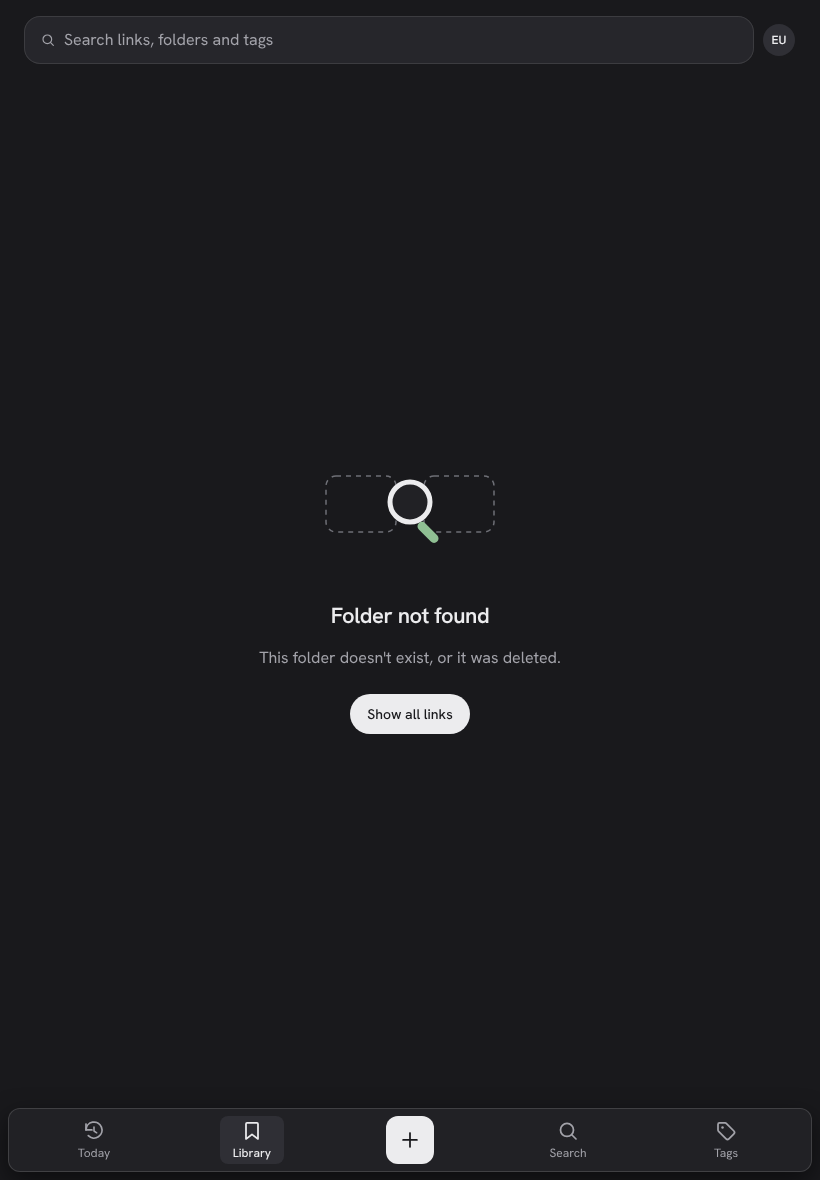 Search links, folders and tags
EU
Folder not found
This folder doesn't exist, or it was deleted.
Show all links
Today
Library
Search
Tags